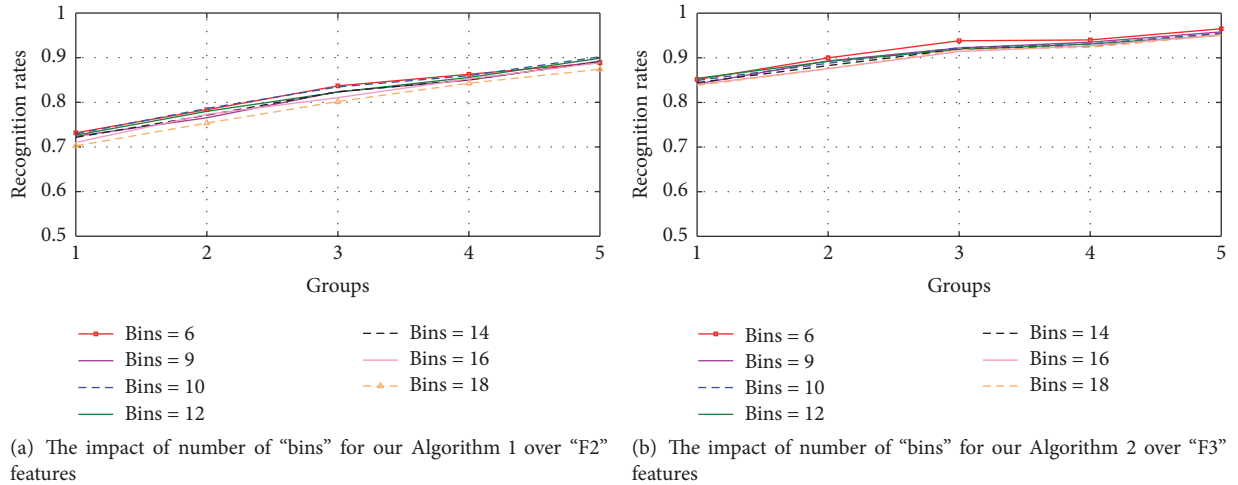 1
0.9
0.8
0.7
0.6
0.5
Recognition rates
1 2 3 4 5
Groups
Bins = 6
Bins = 9
Bins = 10
Bins = 12
Bins = 14
Bins = 16
Bins = 18
(a) The impact of number of “bins” for our Algorithm 1 over “F2”
features
1
0.9
0.8
0.7
0.6
0.5
Recognition rates
1 2 3 4 5
Groups
Bins = 6
Bins = 9
Bins = 10
Bins = 12
Bins = 14
Bins = 16
Bins = 18
(b) The impact of number of “bins” for our Algorithm 2 over “F3”
features